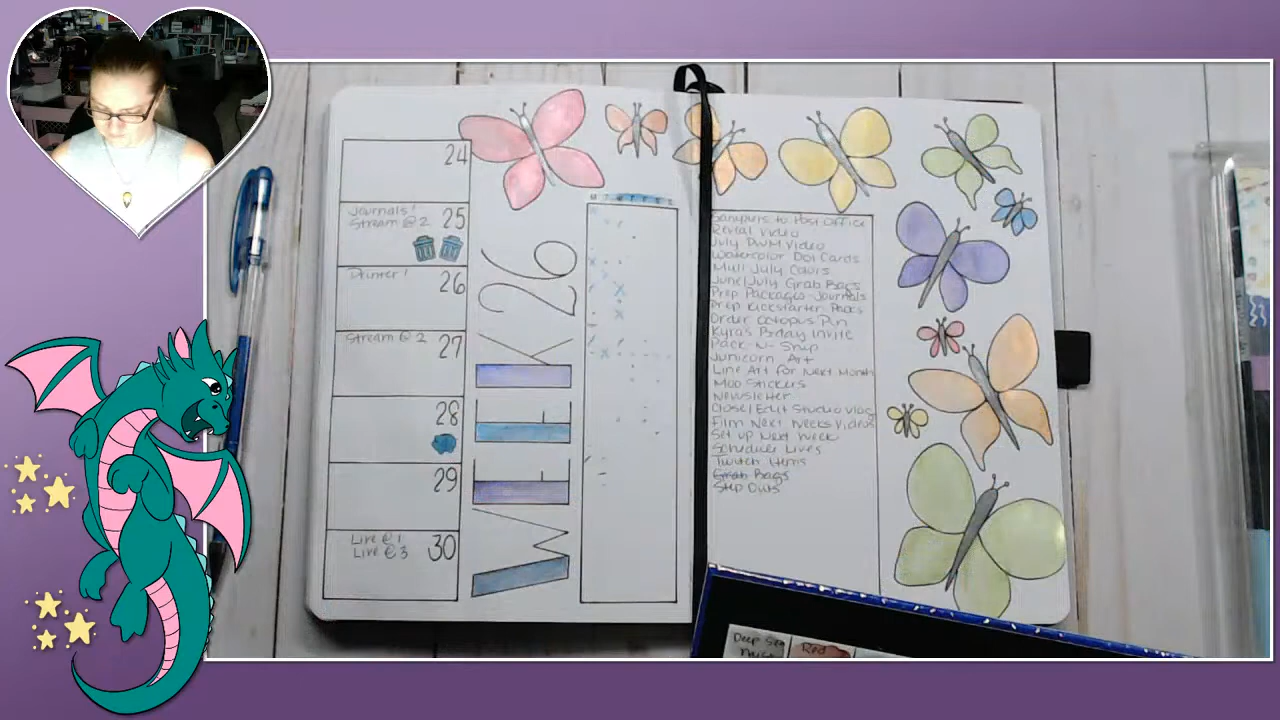 24
Journals!
Stream @ 2 25
Printer! 26
Stream @ 2 27
28
29
Live @ 1
Live @ 3 30
WEEK 26
Samples to Post Office
Reveal Video
July DWM Video
Watercolor Dot Cards
Mull July Colors
June/July Grab Bags
Prep Packages - Journals
Prep Kickstarter Packs
Order Octopus Pin
Kyra's Bday Invite
Pack-N-Ship
Junicorn Art
Line Art for Next Month
Moo Stickers
Newsletter
Close/Edit Studio Vlog
Film Next Weeks Videos
Set up Next Week
Schedule Lives
Twitch Items
Grab Bags
Step Outs
Deep Sea
Red